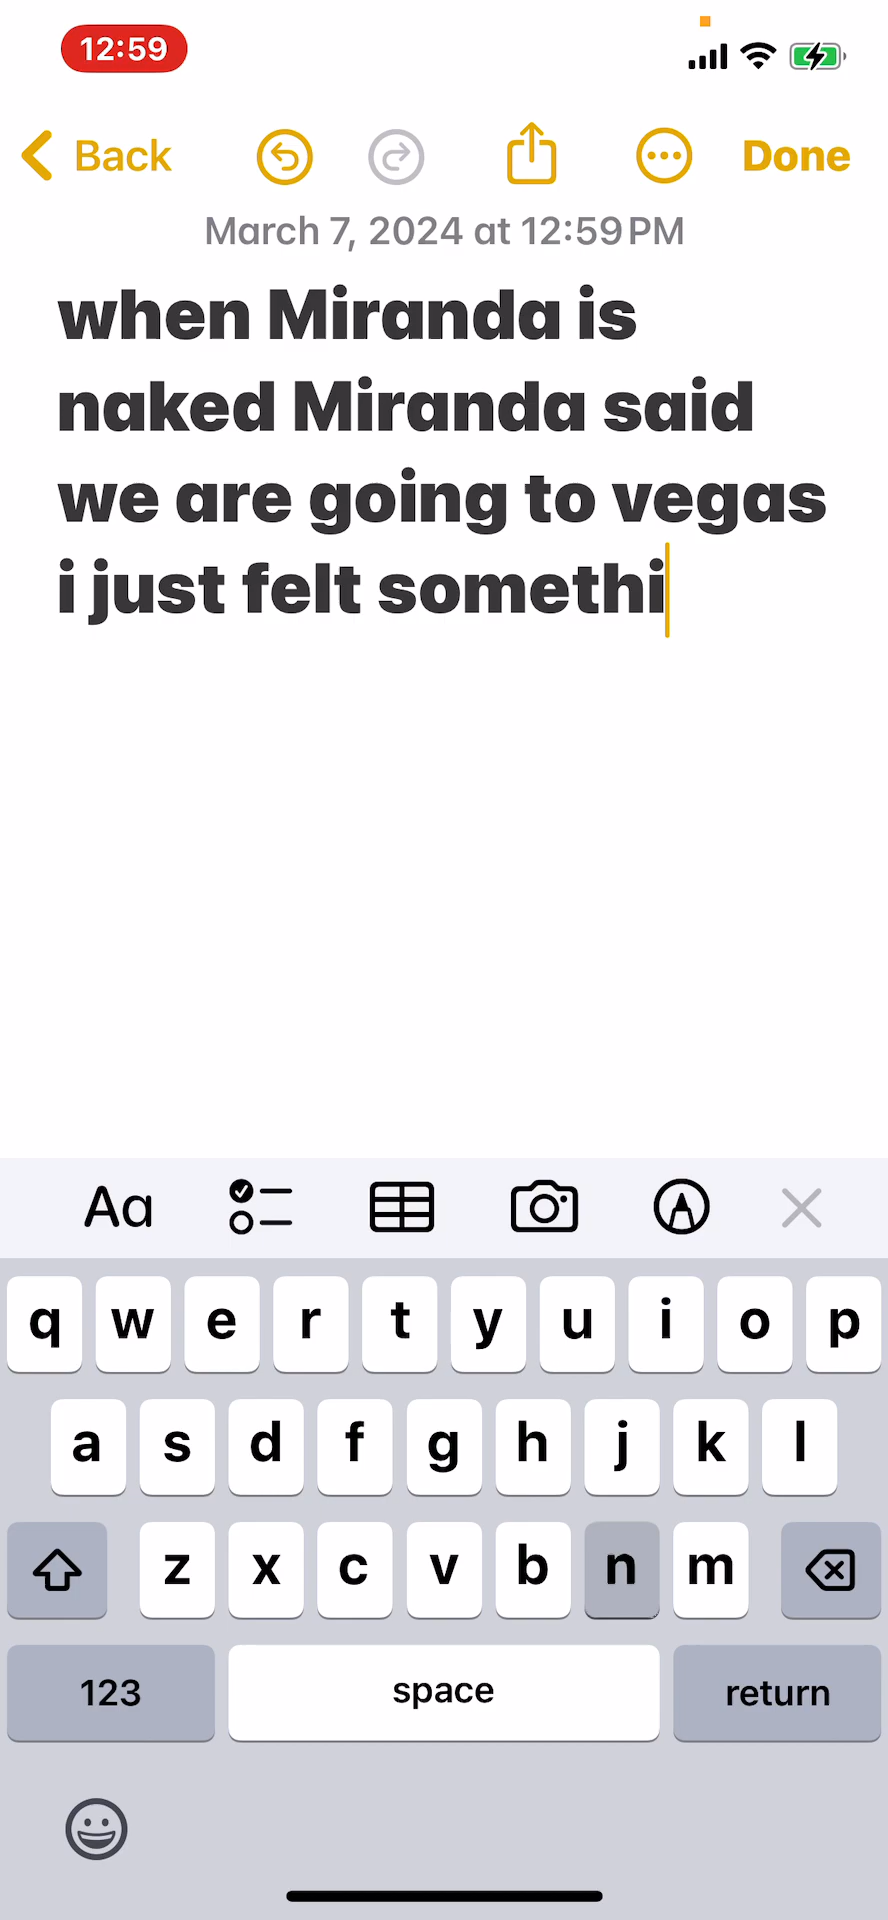 12:59
Back
Done
March 7, 2024 at 12:59 PM
when Miranda is
naked Miranda said
we are going to vegas
i just felt somethi
Aa
q w e r t y u i o p
a s d f g h j k l
z x c v b n m
123 space return